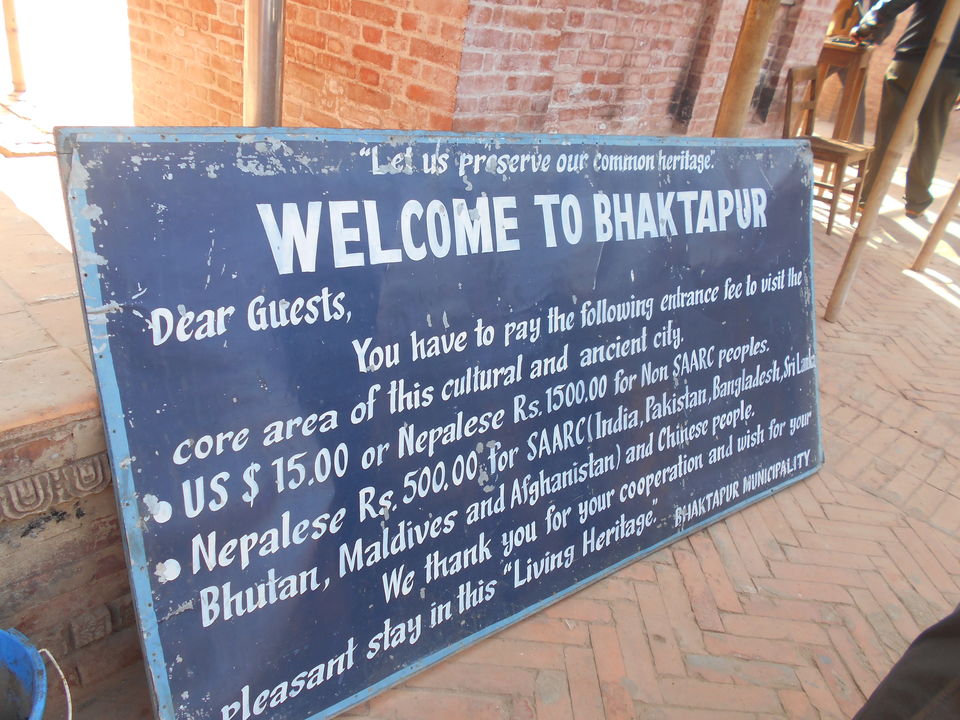 "Let us preserve our common heritage."
WELCOME TO BHAKTAPUR
Dear Guests,
You have to pay the following entrance fee to visit the
core area of this cultural and ancient city.
• US $ 15.00 or Nepalese Rs. 1500.00 for Non SAARC peoples.
• Nepalese Rs. 500.00 for SAARC (India, Pakistan, Bangladesh, Sri Lanka
Bhutan, Maldives and Afghanistan) and Chinese people.
We thank you for your cooperation and wish for your
pleasant stay in this "Living Heritage."
BHAKTAPUR MUNICIPALITY